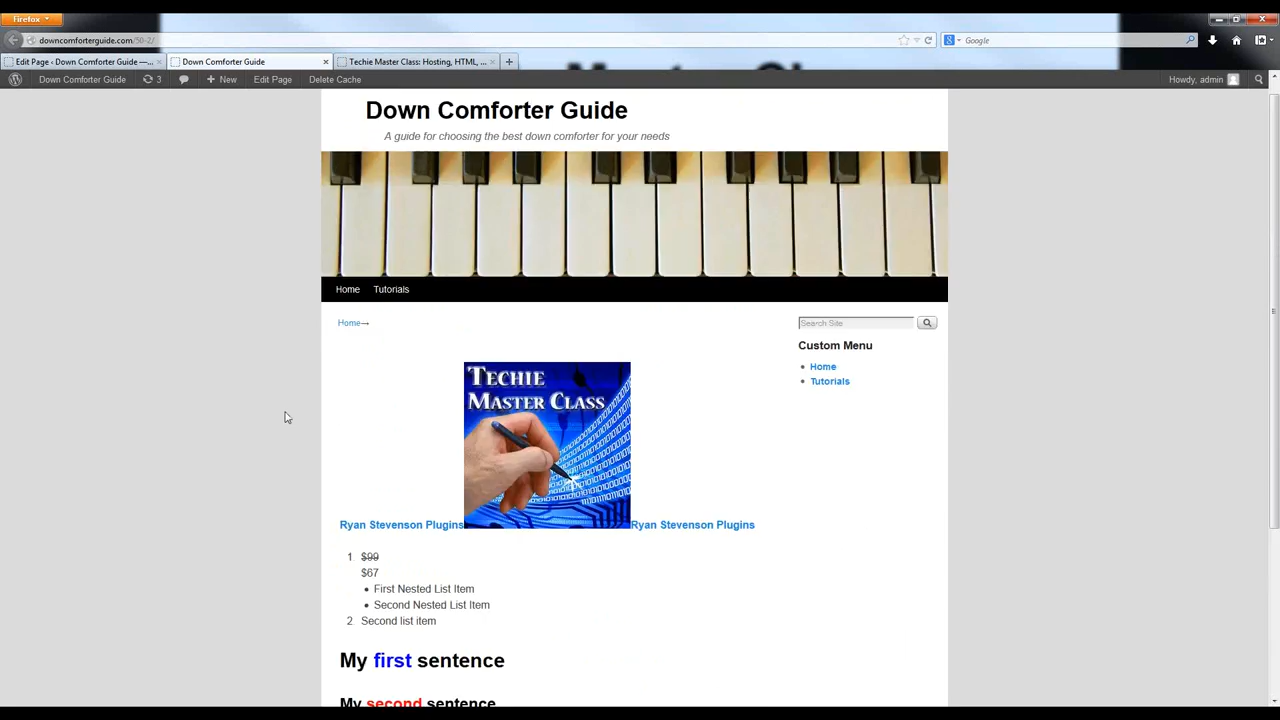 Firefox
downcomforterguide.com/50-2/
Google
Edit Page ‹ Down Comforter Guide —...
Down Comforter Guide
Techie Master Class: Hosting, HTML, ...
Down Comforter Guide
3
New
Edit Page
Delete Cache
Howdy, admin
Down Comforter Guide
A guide for choosing the best down comforter for your needs
Home
Tutorials
Home→
Search Site
Custom Menu
Home
Tutorials
TECHIE
MASTER CLASS
Ryan Stevenson Plugins
Ryan Stevenson Plugins
1 $99
$67
• First Nested List Item
• Second Nested List Item
2 Second list item
My first sentence
My second sentence